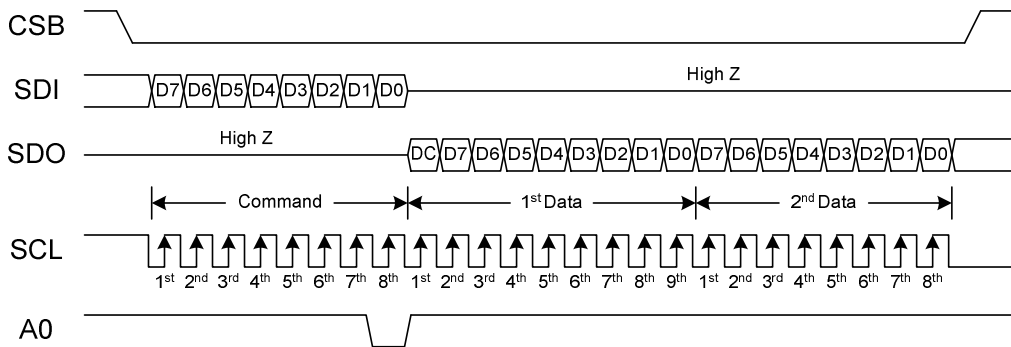 CSB
SDI D7 D6 D5 D4 D3 D2 D1 D0 High Z
SDO High Z DC D7 D6 D5 D4 D3 D2 D1 D0 D7 D6 D5 D4 D3 D2 D1 D0
Command 1st Data 2nd Data
SCL
1st 2nd 3rd 4th 5th 6th 7th 8th 1st 2nd 3rd 4th 5th 6th 7th 8th 9th 1st 2nd 3rd 4th 5th 6th 7th 8th
A0